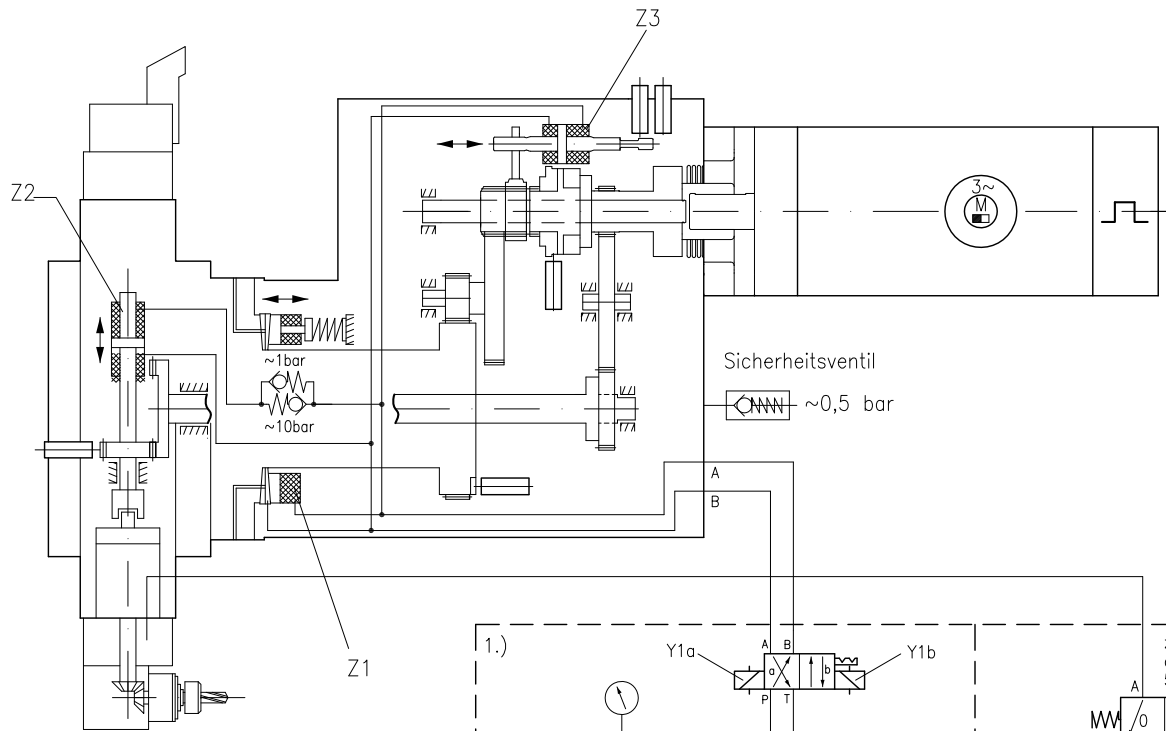 Z3
Z2
3~
M
~1bar
~10bar
Sicherheitsventil
~0,5 bar
A
B
Z1
1.)
Y1a
A B
a b
P T
Y1b
A
0